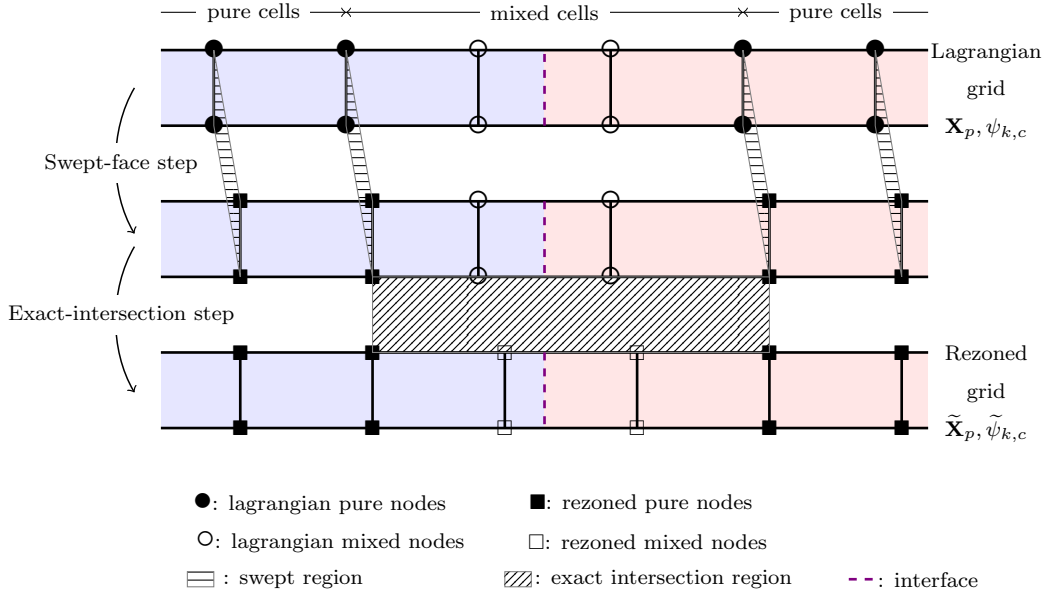 pure cells mixed cells pure cells
Lagrangian
grid
X_p, ψ_{k,c}
Swept-face step
Exact-intersection step
Rezoned
grid
X̃_p, ψ̃_{k,c}
: lagrangian pure nodes : rezoned pure nodes
: lagrangian mixed nodes : rezoned mixed nodes
: swept region : exact intersection region : interface